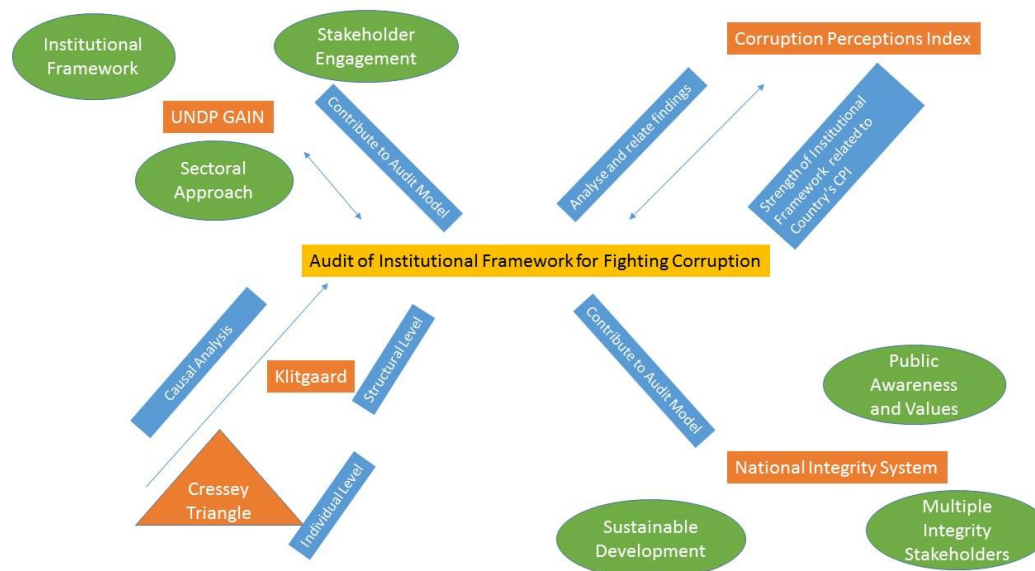 Institutional
Framework
Stakeholder
Engagement
Corruption Perceptions Index
UNDP GAIN
Contribute to Audit Model
Sectoral
Approach
Analyse and relate findings
Strength of Institutional
Framework related to
Country's CPI
Audit of Institutional Framework for Fighting Corruption
Causal Analysis
Klitgaard
Structural Level
Contribute to Audit Model
Public
Awareness
and Values
Cressey
Triangle
Individual Level
National Integrity System
Sustainable
Development
Multiple
Integrity
Stakeholders